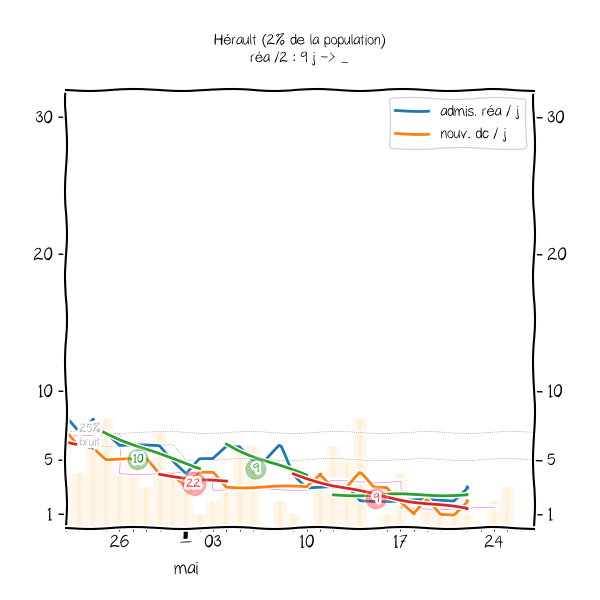 Hérault (2% de la population)
réa /2 : 9 j -> _
admis. réa / j
nouv. dc / j
30 30
20 20
10 10
25%
bruit
10 9 22 9
5 5
1 1
26 1 03 10 17 24
mai